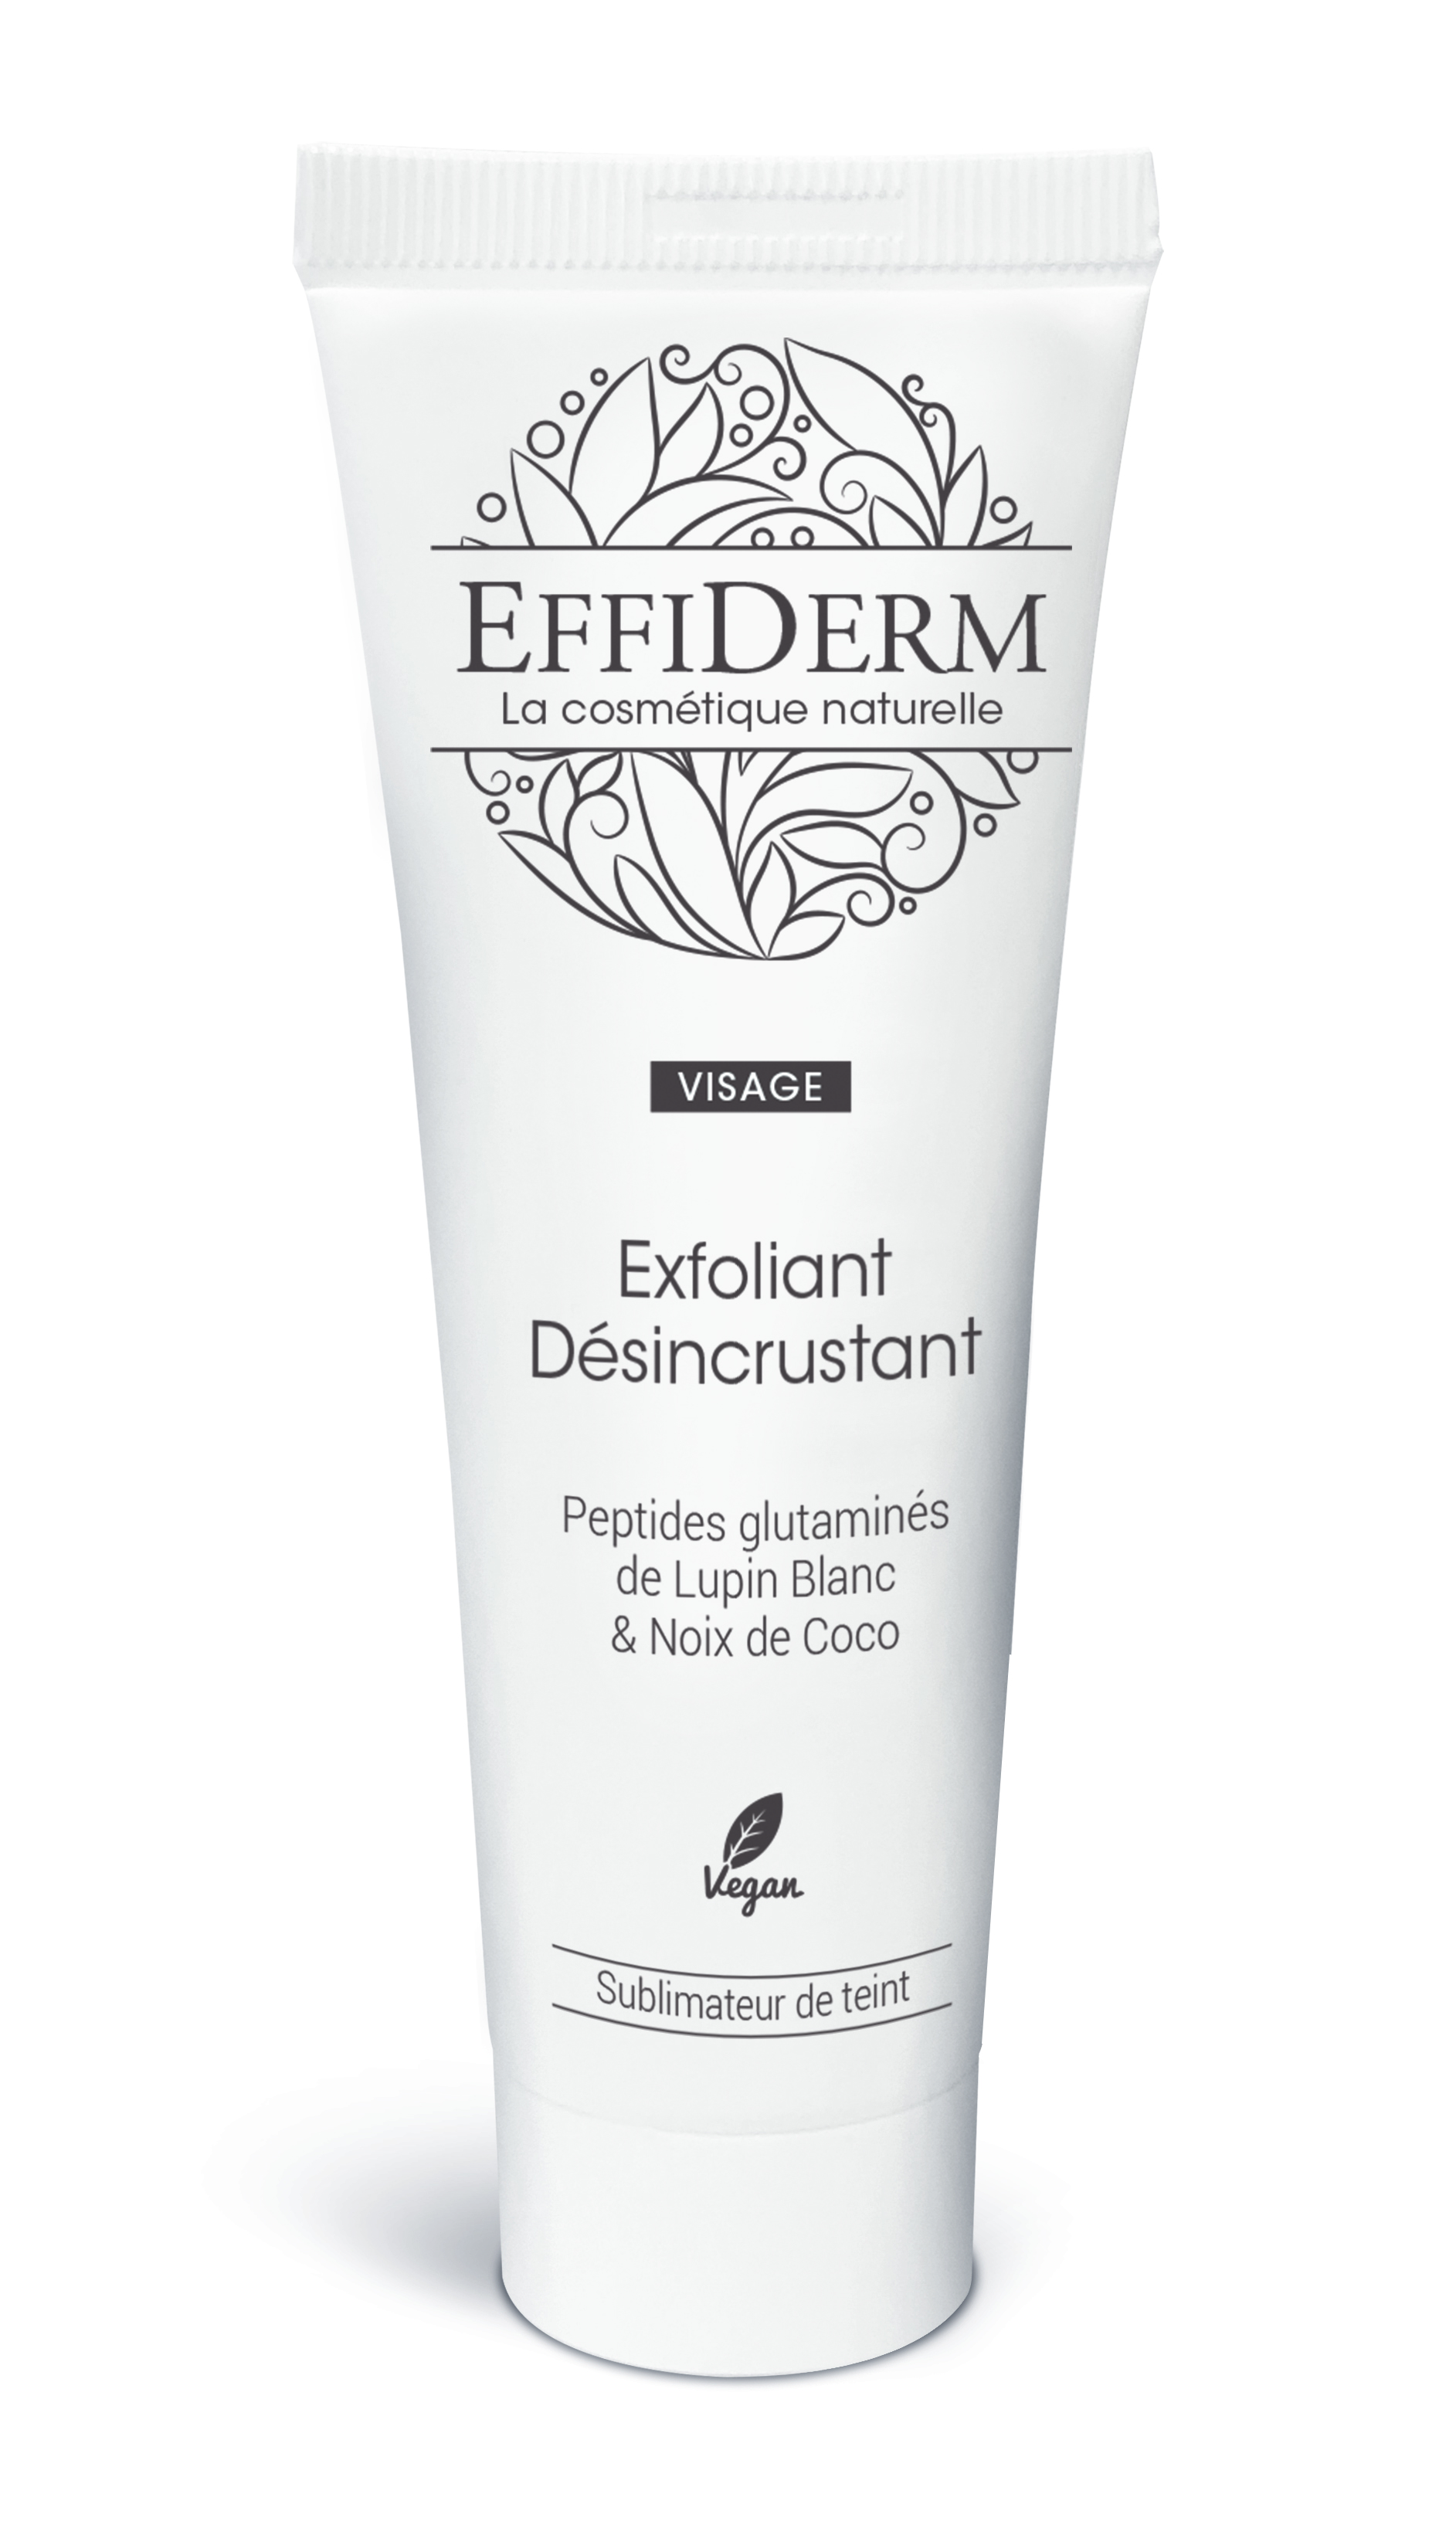 EFFIDERM
La cosmétique naturelle
VISAGE
Exfoliant
Désincrustant
Peptides glutaminés
de Lupin Blanc
& Noix de Coco
Vegan
Sublimateur de teint